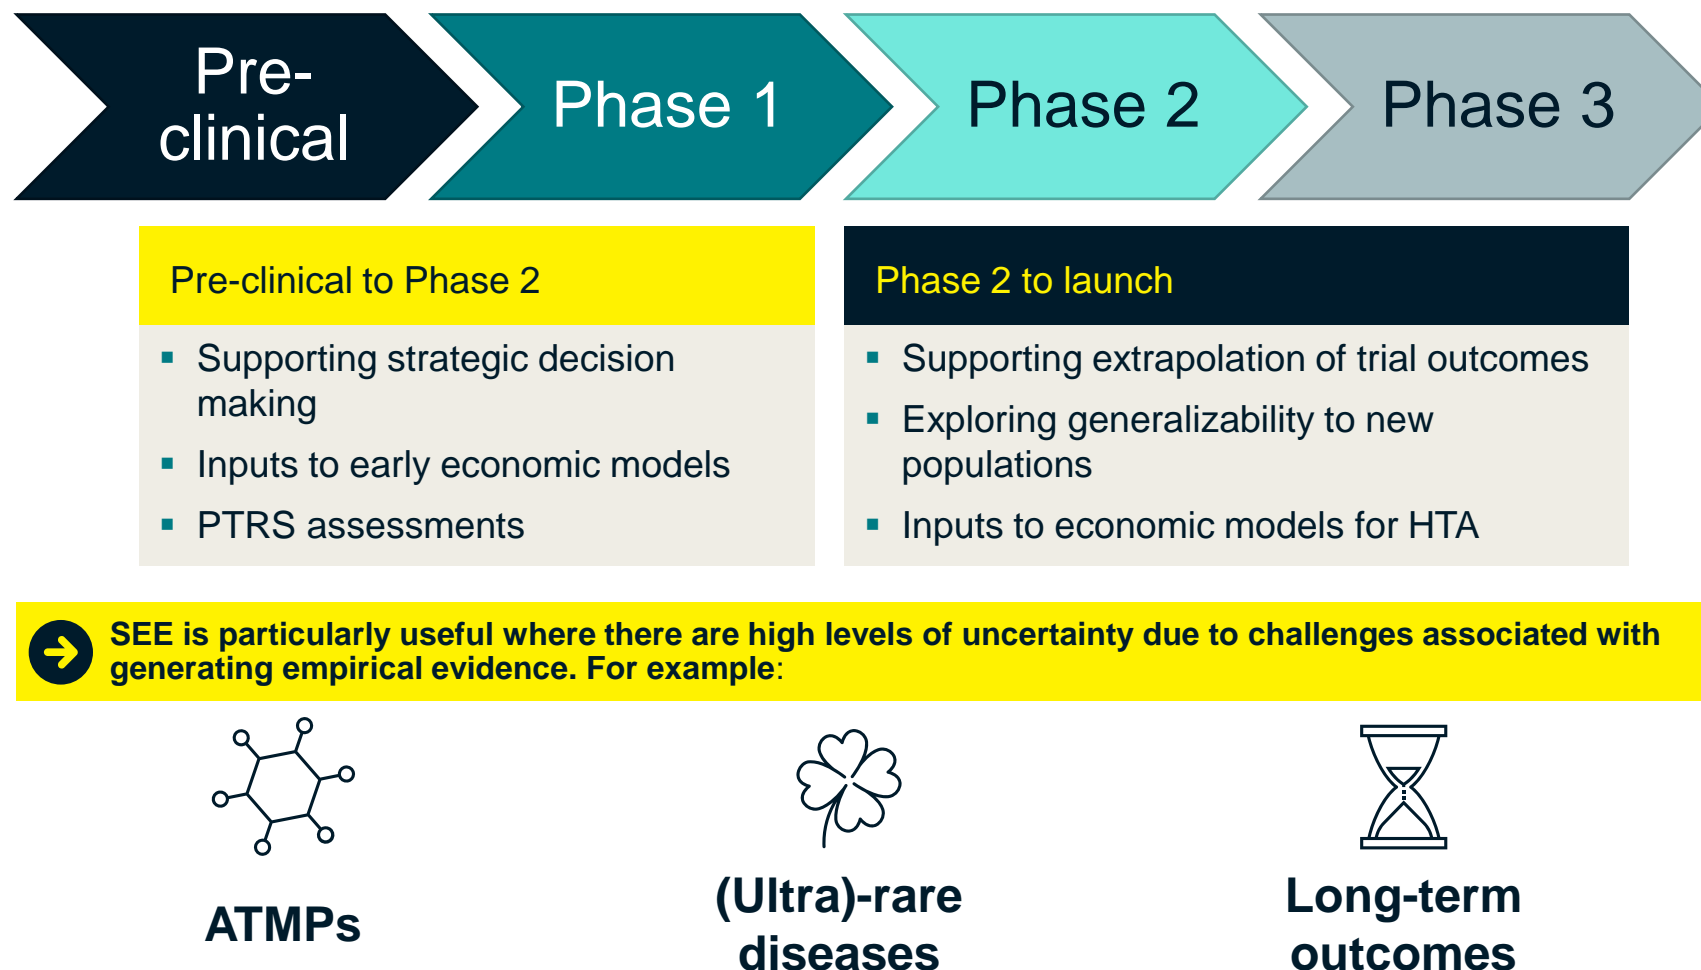 Pre-
clinical
Phase 1
Phase 2
Phase 3
Pre-clinical to Phase 2
▪ Supporting strategic decision
making
▪ Inputs to early economic models
▪ PTRS assessments
Phase 2 to launch
▪ Supporting extrapolation of trial outcomes
▪ Exploring generalizability to new
populations
▪ Inputs to economic models for HTA
SEE is particularly useful where there are high levels of uncertainty due to challenges associated with
generating empirical evidence. For example:
ATMPs
(Ultra)-rare
diseases
Long-term
outcomes